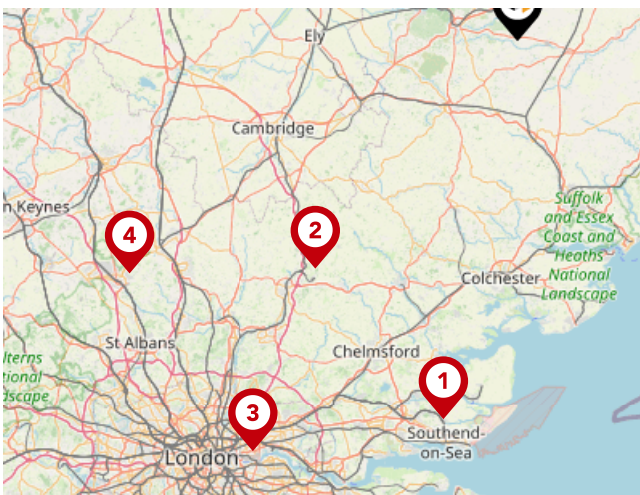 Ely
Cambridge
n Keynes
Suffolk
and Essex
Coast and
Heaths
National
Landscape
4
2
Colchester
St Albans
lterns
tional
dscape
Chelmsford
1
3
Southend-
on-Sea
London